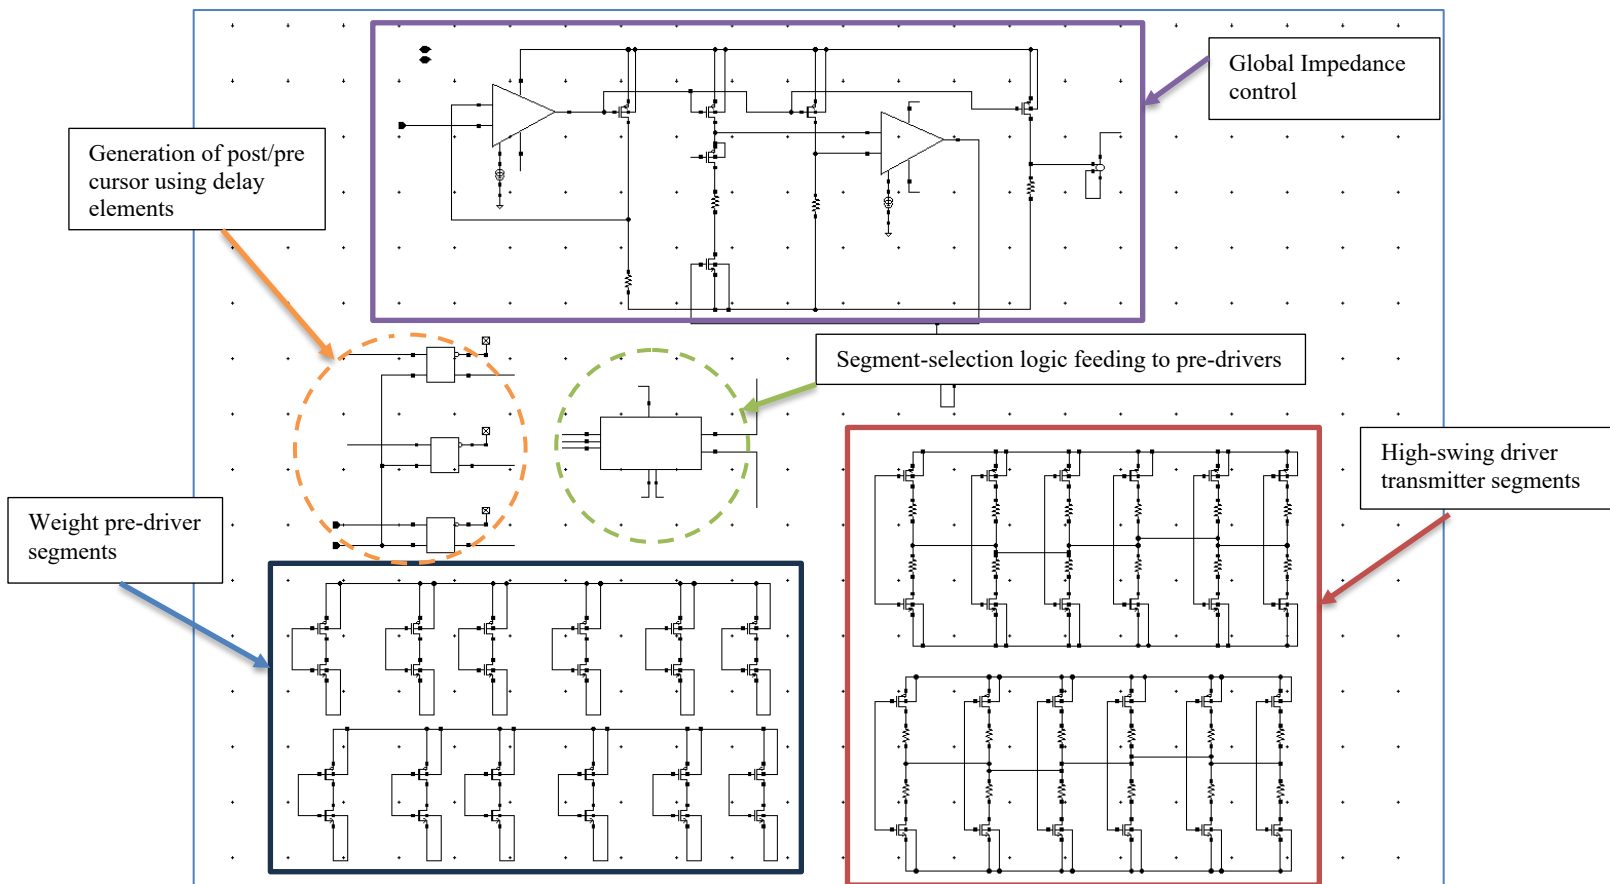 Global Impedance
control
Generation of post/pre
cursor using delay
elements
Segment-selection logic feeding to pre-drivers
High-swing driver
transmitter segments
Weight pre-driver
segments